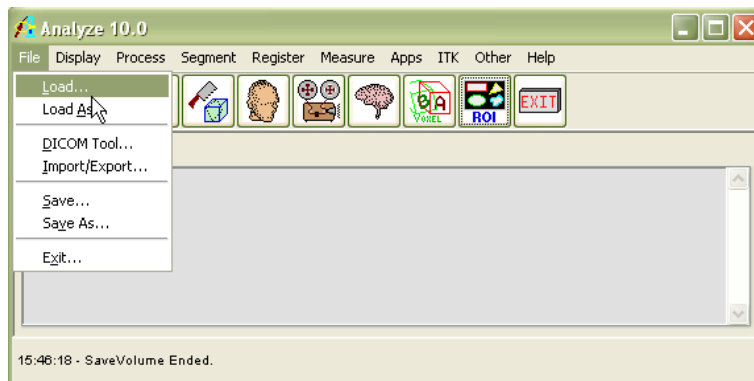 Analyze 10.0
File Display Process Segment Register Measure Apps ITK Other Help
Load...
Load As
DICOM Tool...
Import/Export...
Save...
Save As...
Exit...
BA
VOXEL
ROI
EXIT
15:46:18 - SaveVolume Ended.